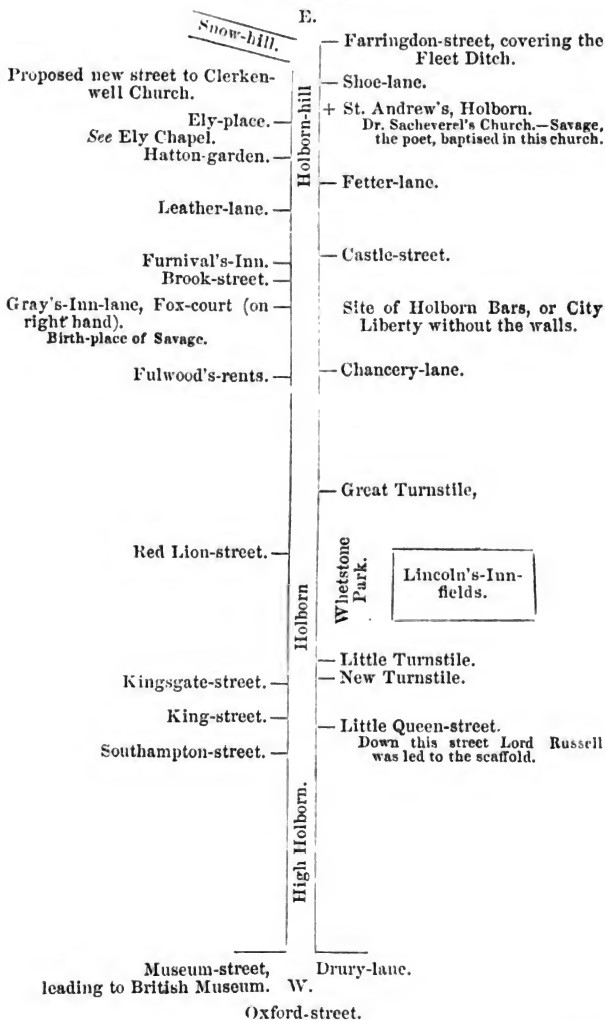 E.
Snow-hill.
Farringdon-street, covering the
Fleet Ditch.
Proposed new street to Clerken-
well Church.
Shoe-lane.
Ely-place.
See Ely Chapel.
+ St. Andrew's, Holborn.
Dr. Sacheverel's Church.—Savage,
the poet, baptised in this church.
Hatton-garden.
Holborn-hill
Fetter-lane.
Leather-lane.
Furnival's-Inn.
Castle-street.
Brook-street.
Gray's-Inn-lane, Fox-court (on
right hand).
Birth-place of Savage.
Site of Holborn Bars, or City
Liberty without the walls.
Fulwood's-rents.
Chancery-lane.
Great Turnstile,
Red Lion-street.
Whetstone
Park.
Lincoln's-Inn-
fields.
Holborn
Little Turnstile.
Kingsgate-street.
New Turnstile.
King-street.
Little Queen-street.
Down this street Lord Russell
was led to the scaffold.
Southampton-street.
High Holborn.
Museum-street,
leading to British Museum.
Drury-lane.
W.
Oxford-street.